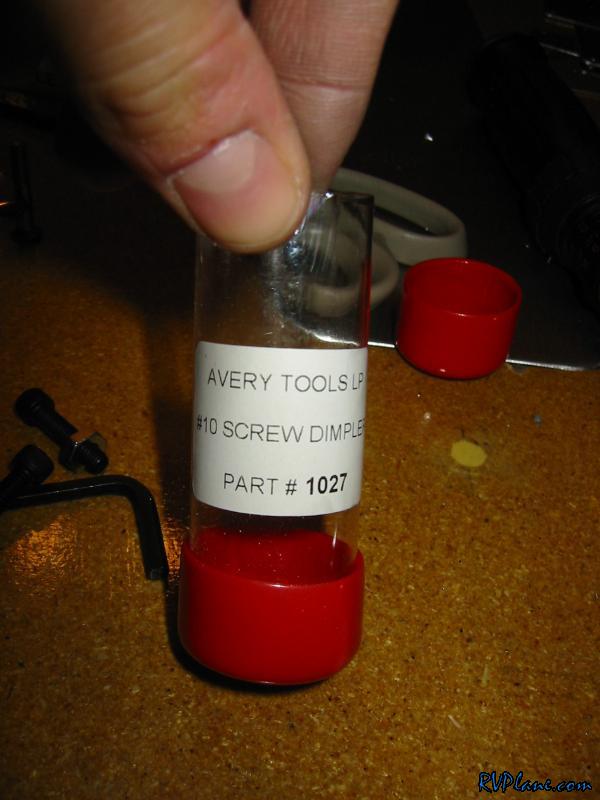 AVERY TOOLS LP
#10 SCREW DIMPLE
PART # 1027
RVPlane.com